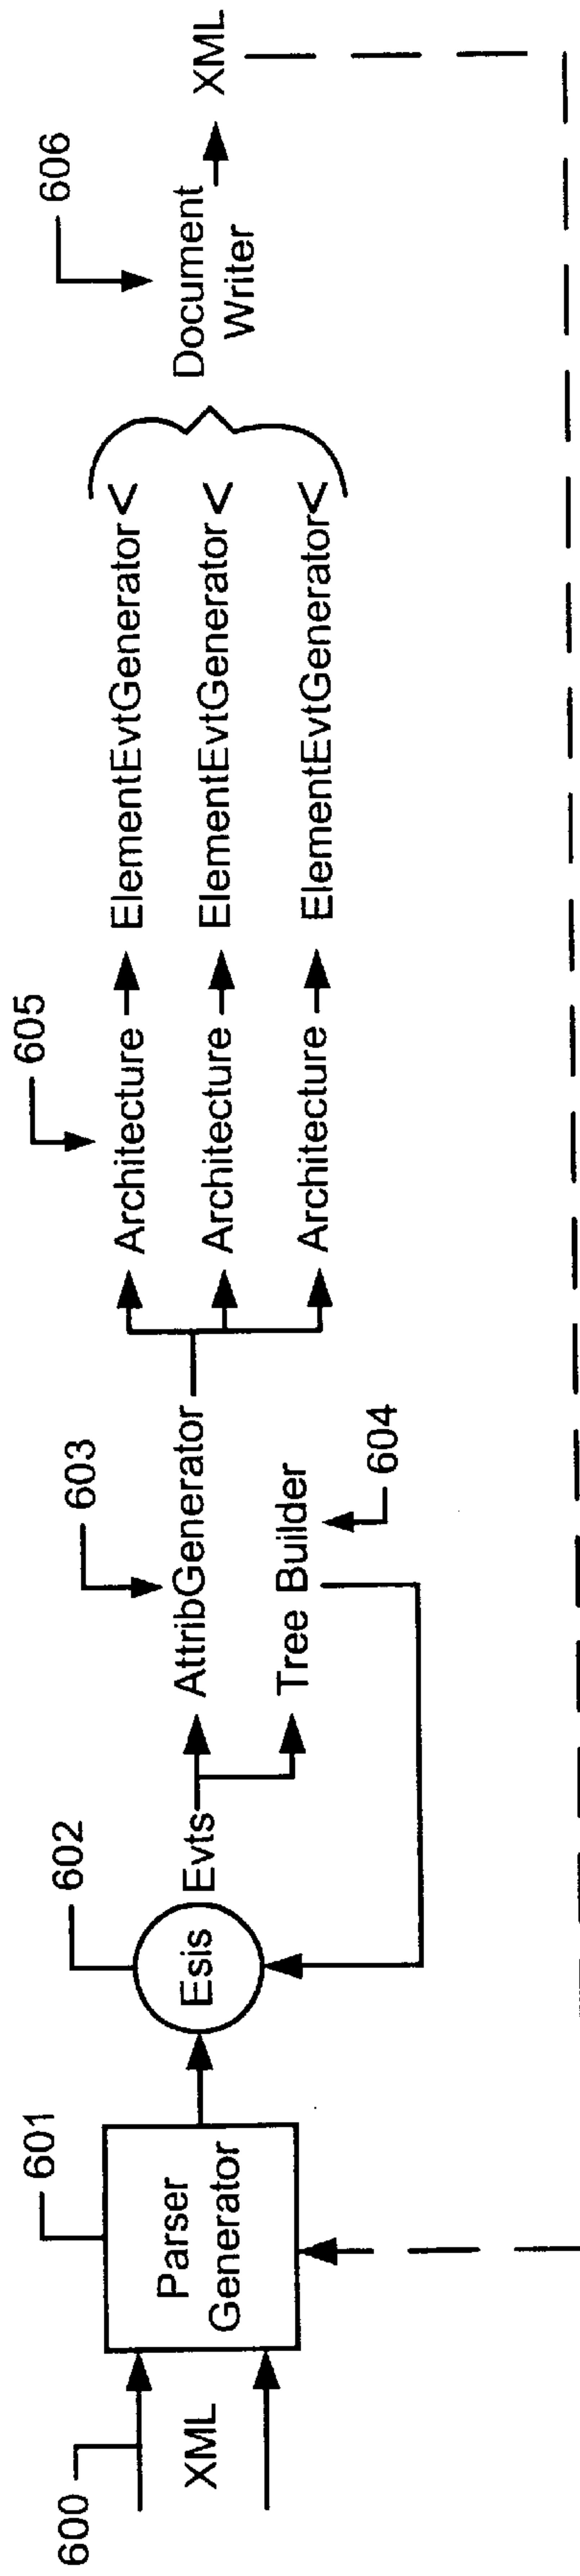 600
XML
601
Parser
Generator
602
Esis
Evts
603
AttribGenerator
Tree Builder
604
605
Architecture
ElementEvtGenerator<
Architecture
ElementEvtGenerator<
Architecture
ElementEvtGenerator<
606
Document
Writer
XML